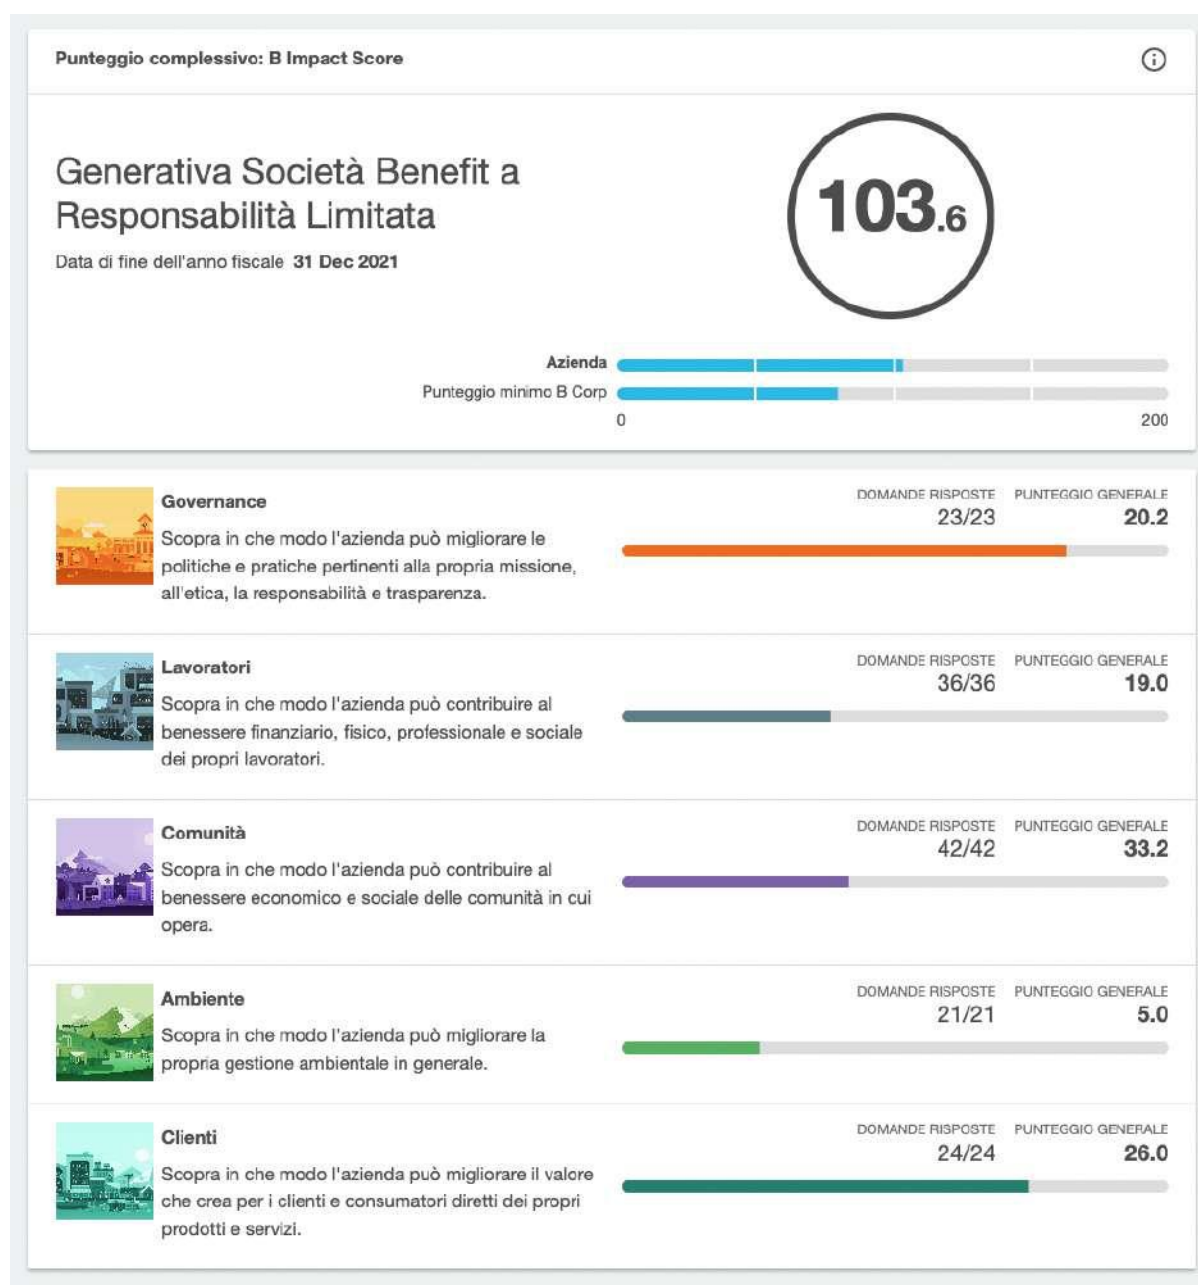 Punteggio complessivo: B Impact Score
Generativa Società Benefit a
Responsabilità Limitata
Data di fine dell'anno fiscale 31 Dec 2021
103.6
Azienda
Punteggio minimo B Corp
0 200
Governance
Scopra in che modo l'azienda può migliorare le
politiche e pratiche pertinenti alla propria missione,
all'etica, la responsabilità e trasparenza.
DOMANDE RISPOSTE PUNTEGGIO GENERALE
23/23 20.2
Lavoratori
Scopra in che modo l'azienda può contribuire al
benessere finanziario, fisico, professionale e sociale
dei propri lavoratori.
DOMANDE RISPOSTE PUNTEGGIO GENERALE
36/36 19.0
Comunità
Scopra in che modo l'azienda può contribuire al
benessere economico e sociale delle comunità in cui
opera.
DOMANDE RISPOSTE PUNTEGGIO GENERALE
42/42 33.2
Ambiente
Scopra in che modo l'azienda può migliorare la
propria gestione ambientale in generale.
DOMANDE RISPOSTE PUNTEGGIO GENERALE
21/21 5.0
Clienti
Scopra in che modo l'azienda può migliorare il valore
che crea per i clienti e consumatori diretti dei propri
prodotti e servizi.
DOMANDE RISPOSTE PUNTEGGIO GENERALE
24/24 26.0